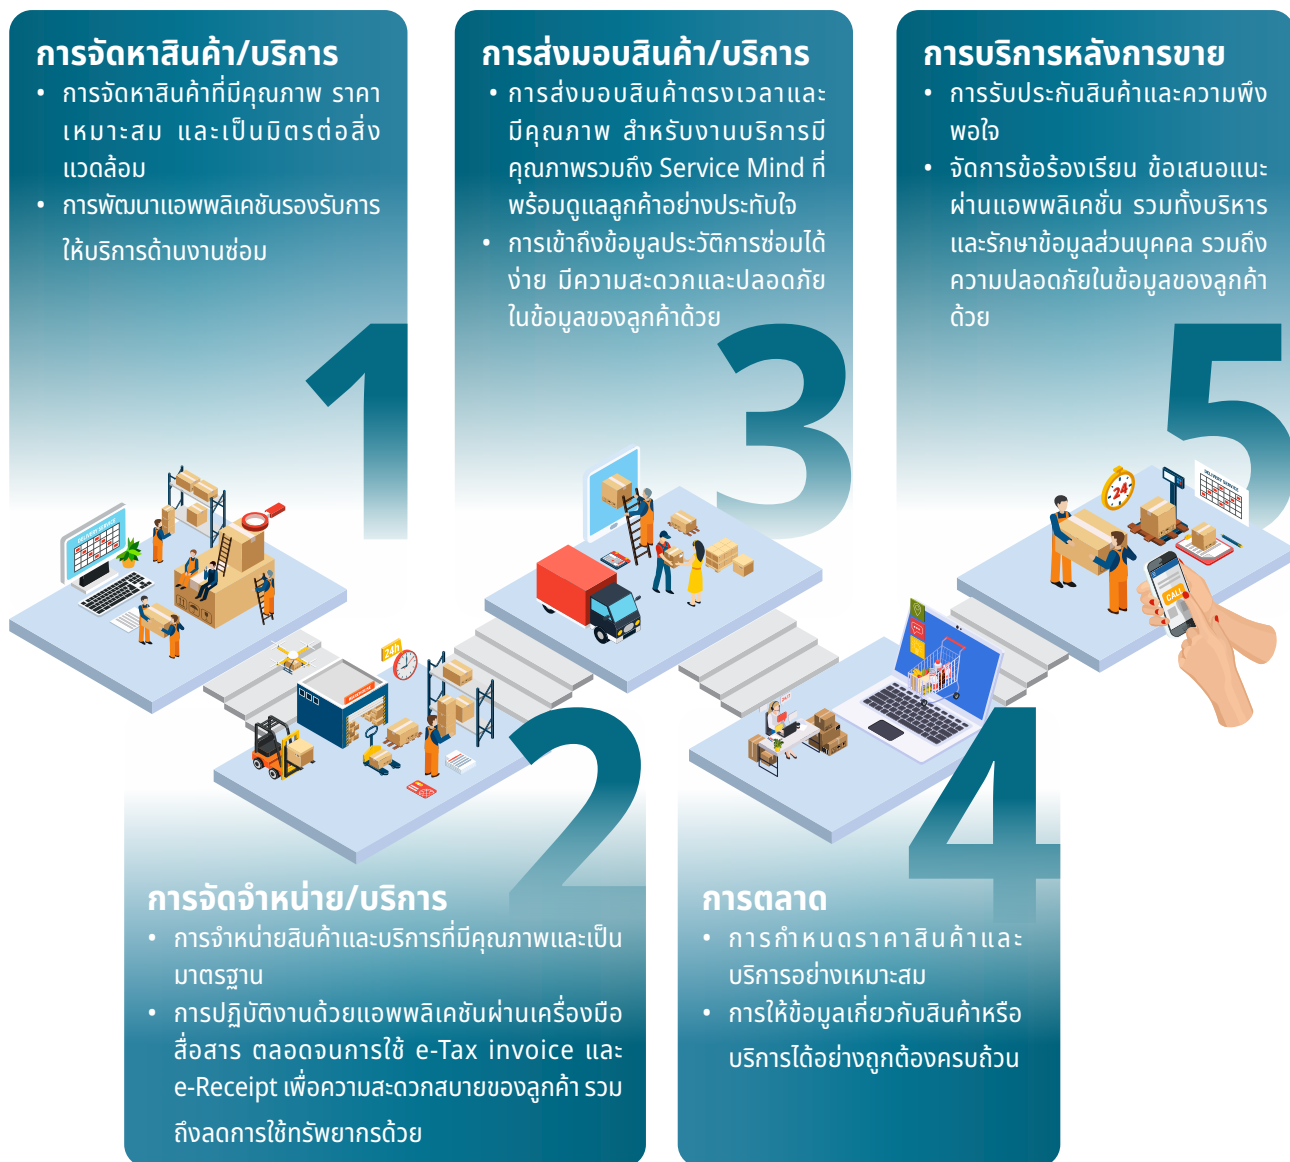 การจัดหาสินค้า/บริการ
• การจัดหาสินค้าที่มีคุณภาพ ราคา
เหมาะสม และเป็นมิตรต่อสิ่ง
แวดล้อม
• การพัฒนาแอพพลิเคชันรองรับการ
ให้บริการด้านงานซ่อม
1
DELIVERY SERVICE
การจัดจำหน่าย/บริการ
• การจำหน่ายสินค้าและบริการที่มีคุณภาพและเป็น
มาตรฐาน
• การปฏิบัติงานด้วยแอพพลิเคชันผ่านเครื่องมือ
สื่อสาร ตลอดจนการใช้ e-Tax invoice และ
e-Receipt เพื่อความสะดวกสบายของลูกค้า รวม
ถึงลดการใช้ทรัพยากรด้วย
2
24h
การส่งมอบสินค้า/บริการ
• การส่งมอบสินค้าตรงเวลาและ
มีคุณภาพ สำหรับงานบริการมี
คุณภาพรวมถึง Service Mind ที่
พร้อมดูแลลูกค้าอย่างประทับใจ
• การเข้าถึงข้อมูลประวัติการซ่อมได้
ง่าย มีความสะดวกและปลอดภัย
ในข้อมูลของลูกค้าด้วย
3
การตลาด
• การกำหนดราคาสินค้าและ
บริการอย่างเหมาะสม
• การให้ข้อมูลเกี่ยวกับสินค้าหรือ
บริการได้อย่างถูกต้องครบถ้วน
4
24/7
การบริการหลังการขาย
• การรับประกันสินค้าและความพึง
พอใจ
• จัดการข้อร้องเรียน ข้อเสนอแนะ
ผ่านแอพพลิเคชั่น รวมทั้งบริหาร
และรักษาข้อมูลส่วนบุคคล รวมถึง
ความปลอดภัยในข้อมูลของลูกค้า
ด้วย
5
24
DELIVERY SERVICE
CALL